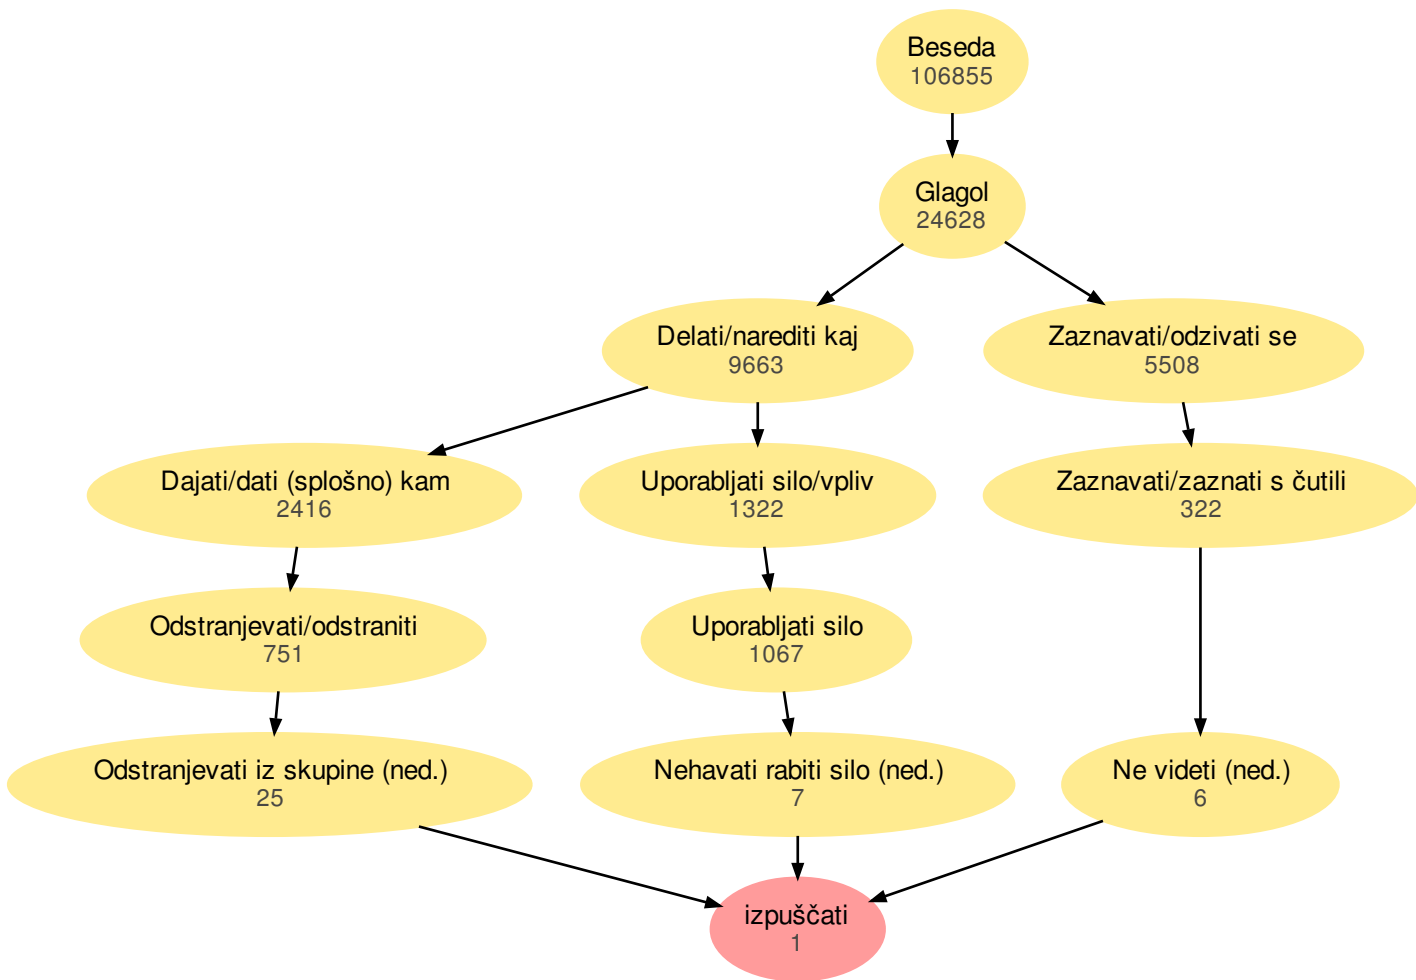 Beseda
106855
Glagol
24628
Delati/narediti kaj
9663
Zaznavati/odzivati se
5508
Dajati/dati (splošno) kam
2416
Uporabljati silo/vpliv
1322
Zaznavati/zaznati s čutili
322
Odstranjevati/odstraniti
751
Uporabljati silo
1067
Odstranjevati iz skupine (ned.)
25
Nehavati rabiti silo (ned.)
7
Ne videti (ned.)
6
izpuščati
1